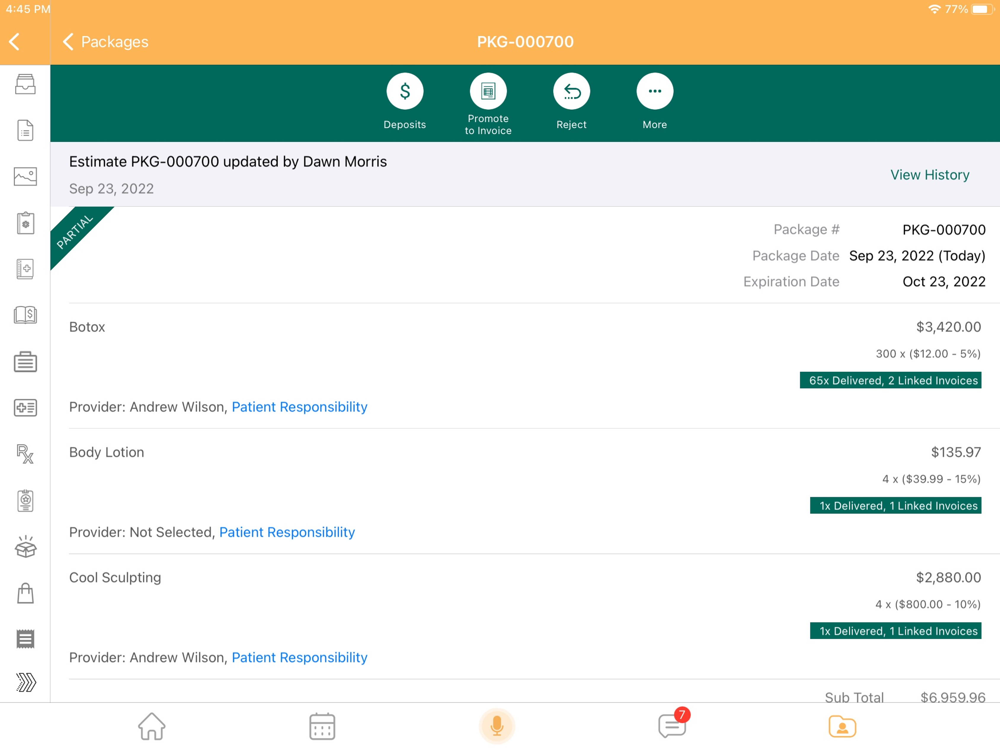 4:45 PM
77%
Packages
PKG-000700
$
Deposits
Promote
to Invoice
Reject
More
Estimate PKG-000700 updated by Dawn Morris
Sep 23, 2022
View History
PARTIAL
Package # PKG-000700
Package Date Sep 23, 2022 (Today)
Expiration Date Oct 23, 2022
Botox $3,420.00
300 x ($12.00 - 5%)
65x Delivered, 2 Linked Invoices
Provider: Andrew Wilson, Patient Responsibility
Body Lotion $135.97
4 x ($39.99 - 15%)
1x Delivered, 1 Linked Invoices
Provider: Not Selected, Patient Responsibility
Cool Sculpting $2,880.00
4 x ($800.00 - 10%)
1x Delivered, 1 Linked Invoices
Provider: Andrew Wilson, Patient Responsibility
Sub Total $6,959.96
7